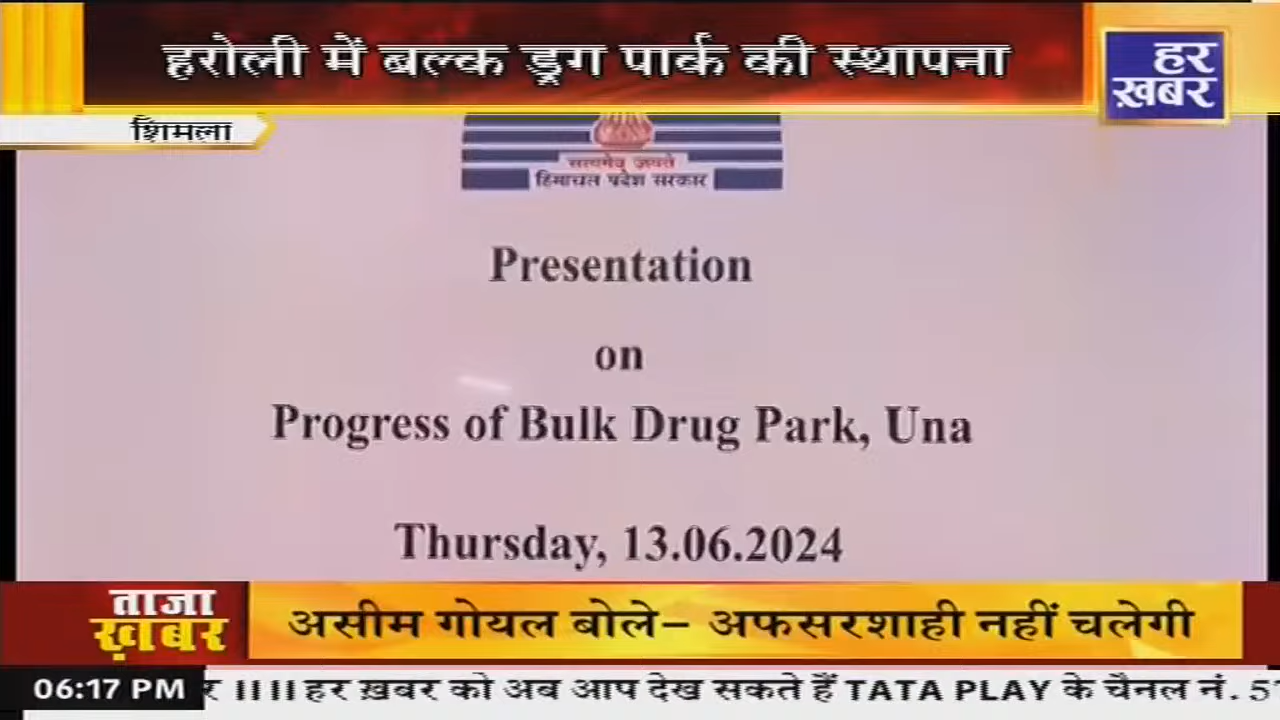 हरोली में बल्क ड्रग पार्क की स्थापना
हर
ख़बर
शिमला
सत्यमेव जयते
हिमाचल प्रदेश सरकार
Presentation
on
Progress of Bulk Drug Park, Una
Thursday, 13.06.2024
ताजा
ख़बर
असीम गोयल बोले– अफसरशाही नहीं चलेगी
06:17 PM
र II II हर ख़बर को अब आप देख सकते हैं TATA PLAY के चैनल नं.